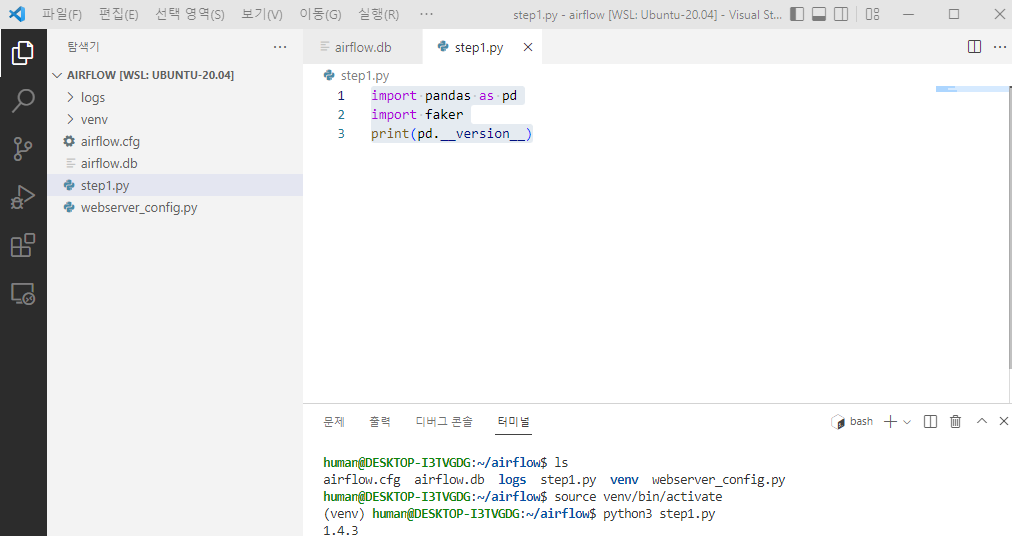 파일(F) 편집(E) 선택 영역(S) 보기(V) 이동(G) 실행(R) ··· step1.py - airflow [WSL: Ubuntu-20.04] - Visual St...
탐색기 ···
AIRFLOW [WSL: UBUNTU-20.04]
logs
venv
airflow.cfg
airflow.db
step1.py
webserver_config.py
airflow.db step1.py
step1.py
1 import pandas as pd
2 import faker
3 print(pd.__version__)
문제 출력 디버그 콘솔 터미널 bash
human@DESKTOP-I3TVGDG:~/airflow$ ls
airflow.cfg airflow.db logs step1.py venv webserver_config.py
human@DESKTOP-I3TVGDG:~/airflow$ source venv/bin/activate
(venv) human@DESKTOP-I3TVGDG:~/airflow$ python3 step1.py
1.4.3